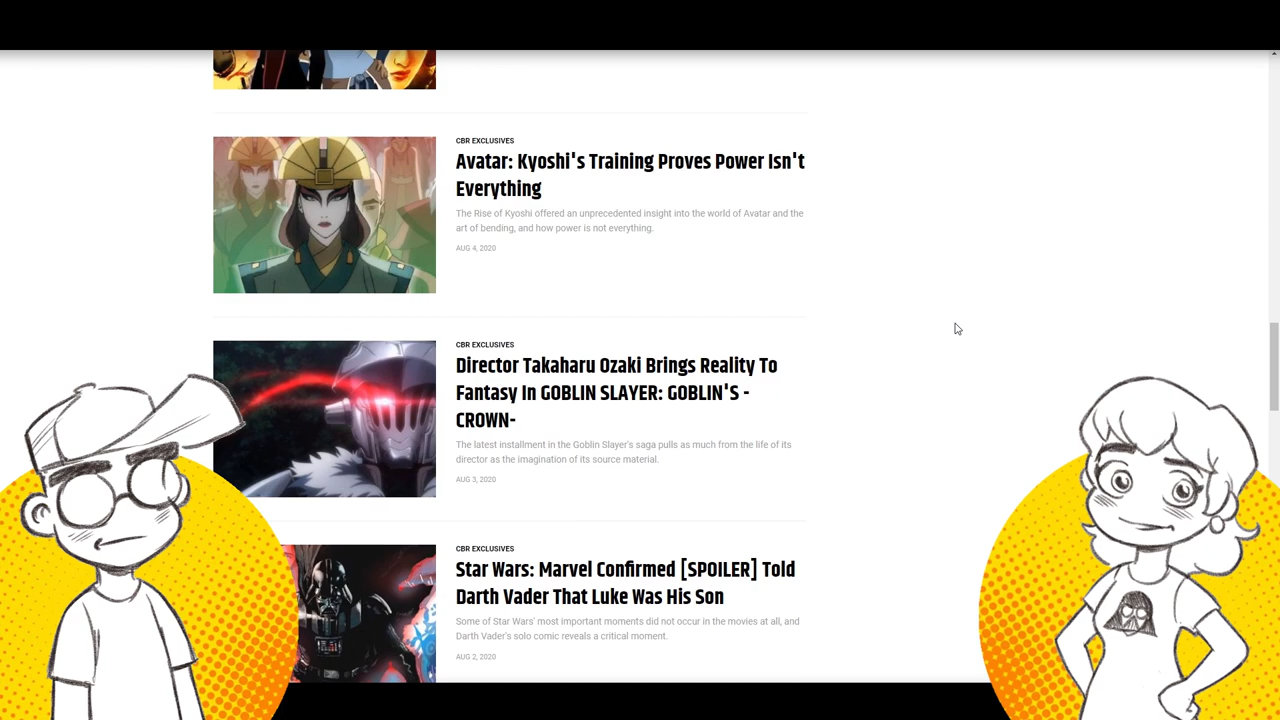 CBR EXCLUSIVES
Avatar: Kyoshi's Training Proves Power Isn't
Everything
The Rise of Kyoshi offered an unprecedented insight into the world of Avatar and the
art of bending, and how power is not everything.
AUG 4, 2020
CBR EXCLUSIVES
Director Takaharu Ozaki Brings Reality To
Fantasy In GOBLIN SLAYER: GOBLIN'S -
CROWN-
The latest installment in the Goblin Slayer's saga pulls as much from the life of its
director as the imagination of its source material.
AUG 3, 2020
CBR EXCLUSIVES
Star Wars: Marvel Confirmed [SPOILER] Told
Darth Vader That Luke Was His Son
Some of Star Wars' most important moments did not occur in the movies at all, and
Darth Vader's solo comic reveals a critical moment.
AUG 2, 2020